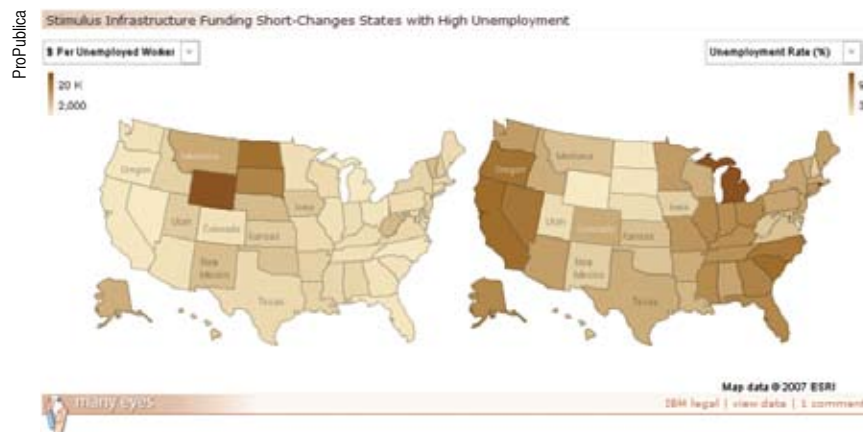 ProPublica
Stimulus Infrastructure Funding Short-Changes States with High Unemployment
$ Per Unemployed Worker
Unemployment Rate (%)
20 K
2,000
9
3
Montana
Oregon
Iowa
Utah
Colorado
Kansas
New
Mexico
Texas
Montana
Oregon
Iowa
Utah
Colorado
Kansas
New
Mexico
Texas
Map data © 2007 ESRI
many eyes
IBM legal | view data | 1 comment